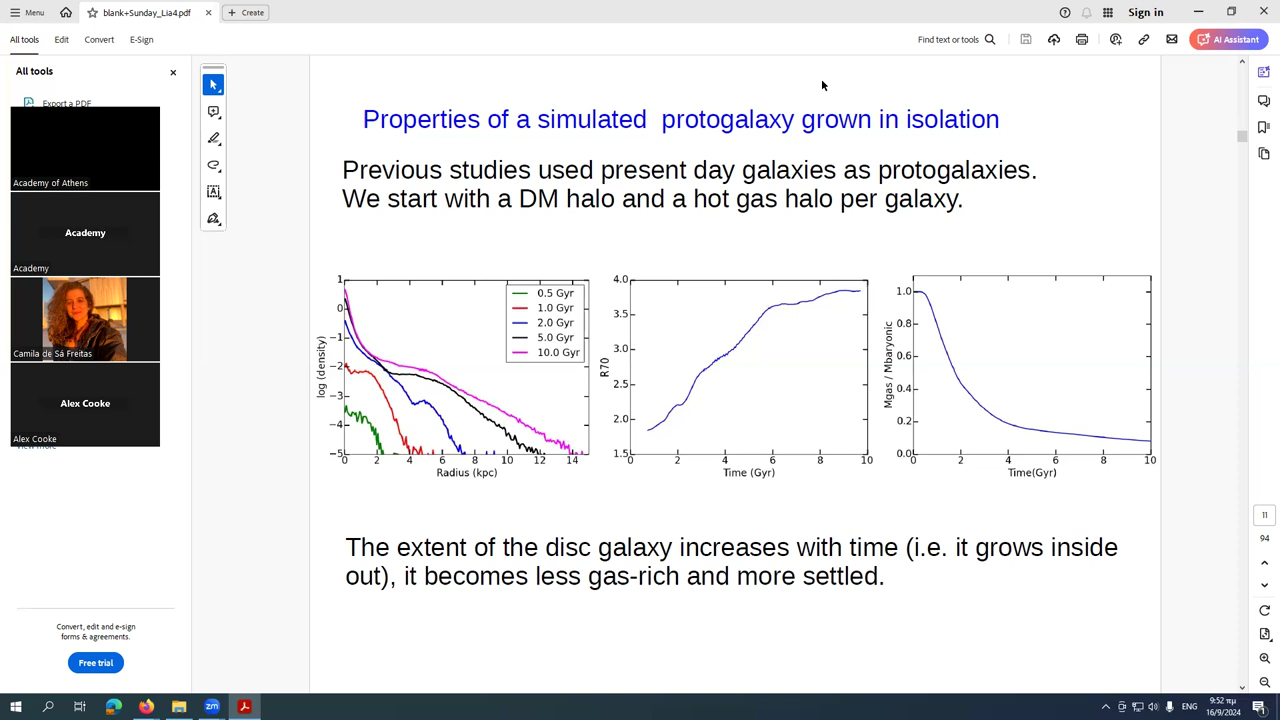 Menu
blank+Sunday_Lia4.pdf
Create
Sign in
All tools
Edit
Convert
E-Sign
Find text or tools
AI Assistant
All tools
Export a PDF
Academy of Athens
Academy
Academy
Camila de Sá Freitas
Alex Cooke
Alex Cooke
View more
Convert, edit and e-sign
forms & agreements.
Free trial
Properties of a simulated protogalaxy grown in isolation
Previous studies used present day galaxies as protogalaxies.
We start with a DM halo and a hot gas halo per galaxy.
log (density)
1
0
−1
−2
−3
−4
−5
0 2 4 6 8 10 12 14
Radius (kpc)
0.5 Gyr
1.0 Gyr
2.0 Gyr
5.0 Gyr
10.0 Gyr
R70
4.0
3.5
3.0
2.5
2.0
1.5
0 2 4 6 8 10
Time (Gyr)
Mgas / Mbaryonic
1.0
0.8
0.6
0.4
0.2
0.0
0 2 4 6 8 10
Time(Gyr)
The extent of the disc galaxy increases with time (i.e. it grows inside
out), it becomes less gas-rich and more settled.
11
94
zm
ENG
9:52 πμ
16/9/2024
1